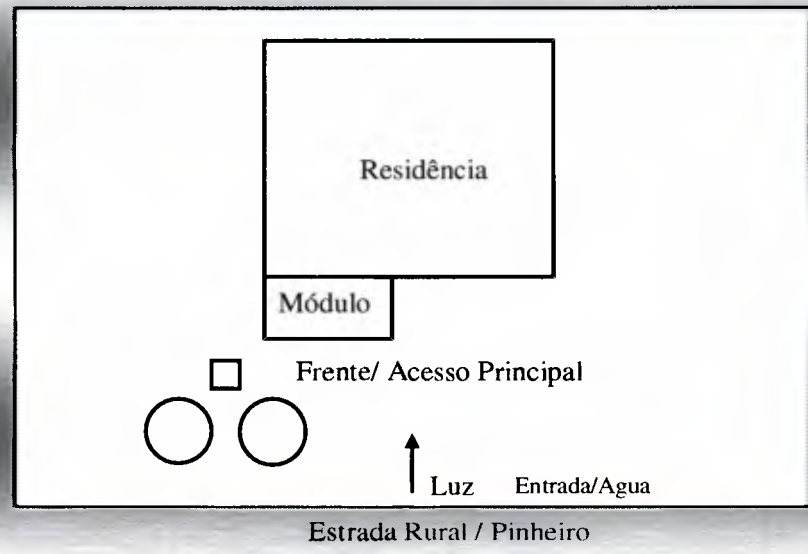 Residência
Módulo
Frente/ Acesso Principal
Luz Entrada/Agua
Estrada Rural / Pinheiro